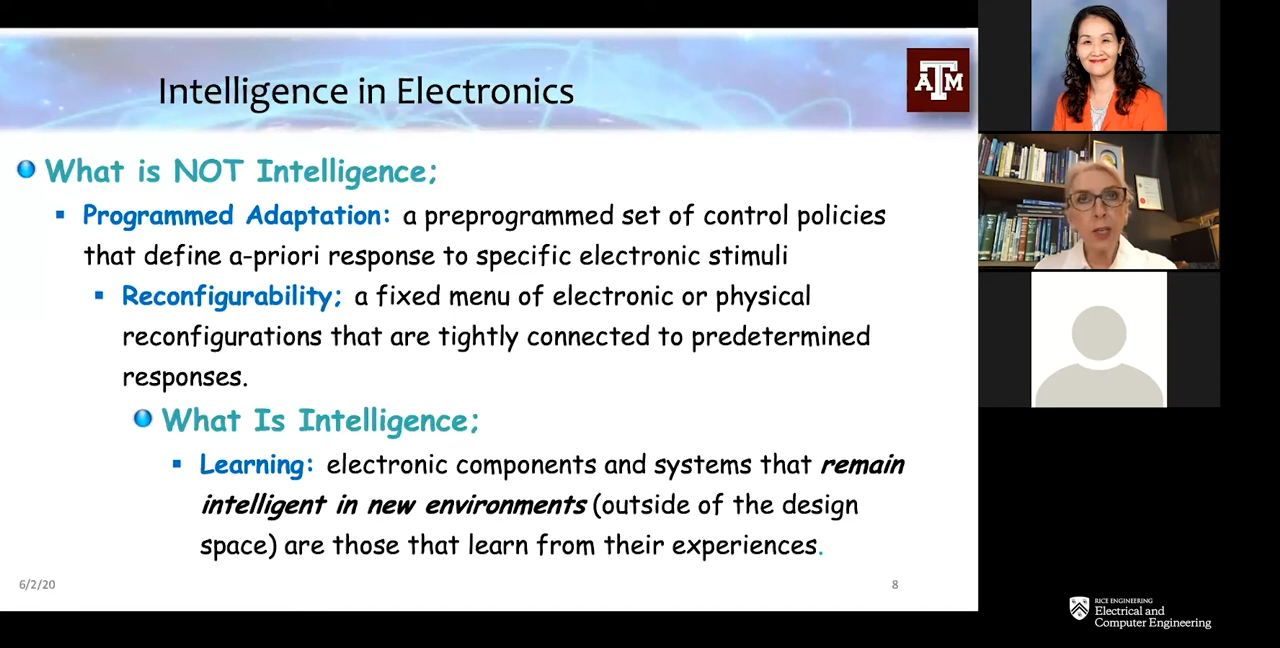 Intelligence in Electronics
ATM
What is NOT Intelligence;
Programmed Adaptation: a preprogrammed set of control policies
that define a-priori response to specific electronic stimuli
Reconfigurability; a fixed menu of electronic or physical
reconfigurations that are tightly connected to predetermined
responses.
What Is Intelligence;
Learning: electronic components and systems that remain
intelligent in new environments (outside of the design
space) are those that learn from their experiences.
6/2/20
8
RICE ENGINEERING
Electrical and
Computer Engineering